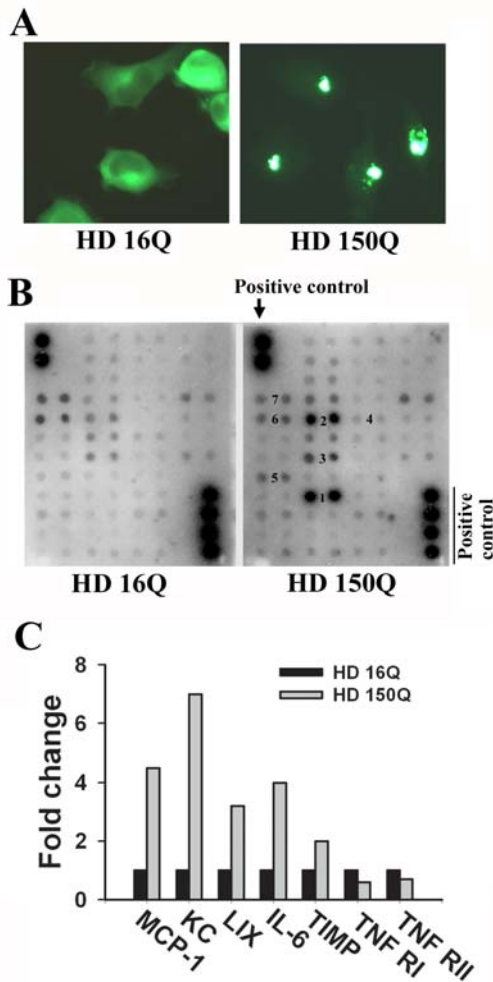 A
HD 16Q
HD 150Q
B
Positive control
7
6
2
4
3
5
1
Positive control
HD 16Q
HD 150Q
C
8
6
4
2
0
Fold change
HD 16Q
HD 150Q
MCP-1
KC
LIX
IL-6
TIMP
TNF RI
TNF RII